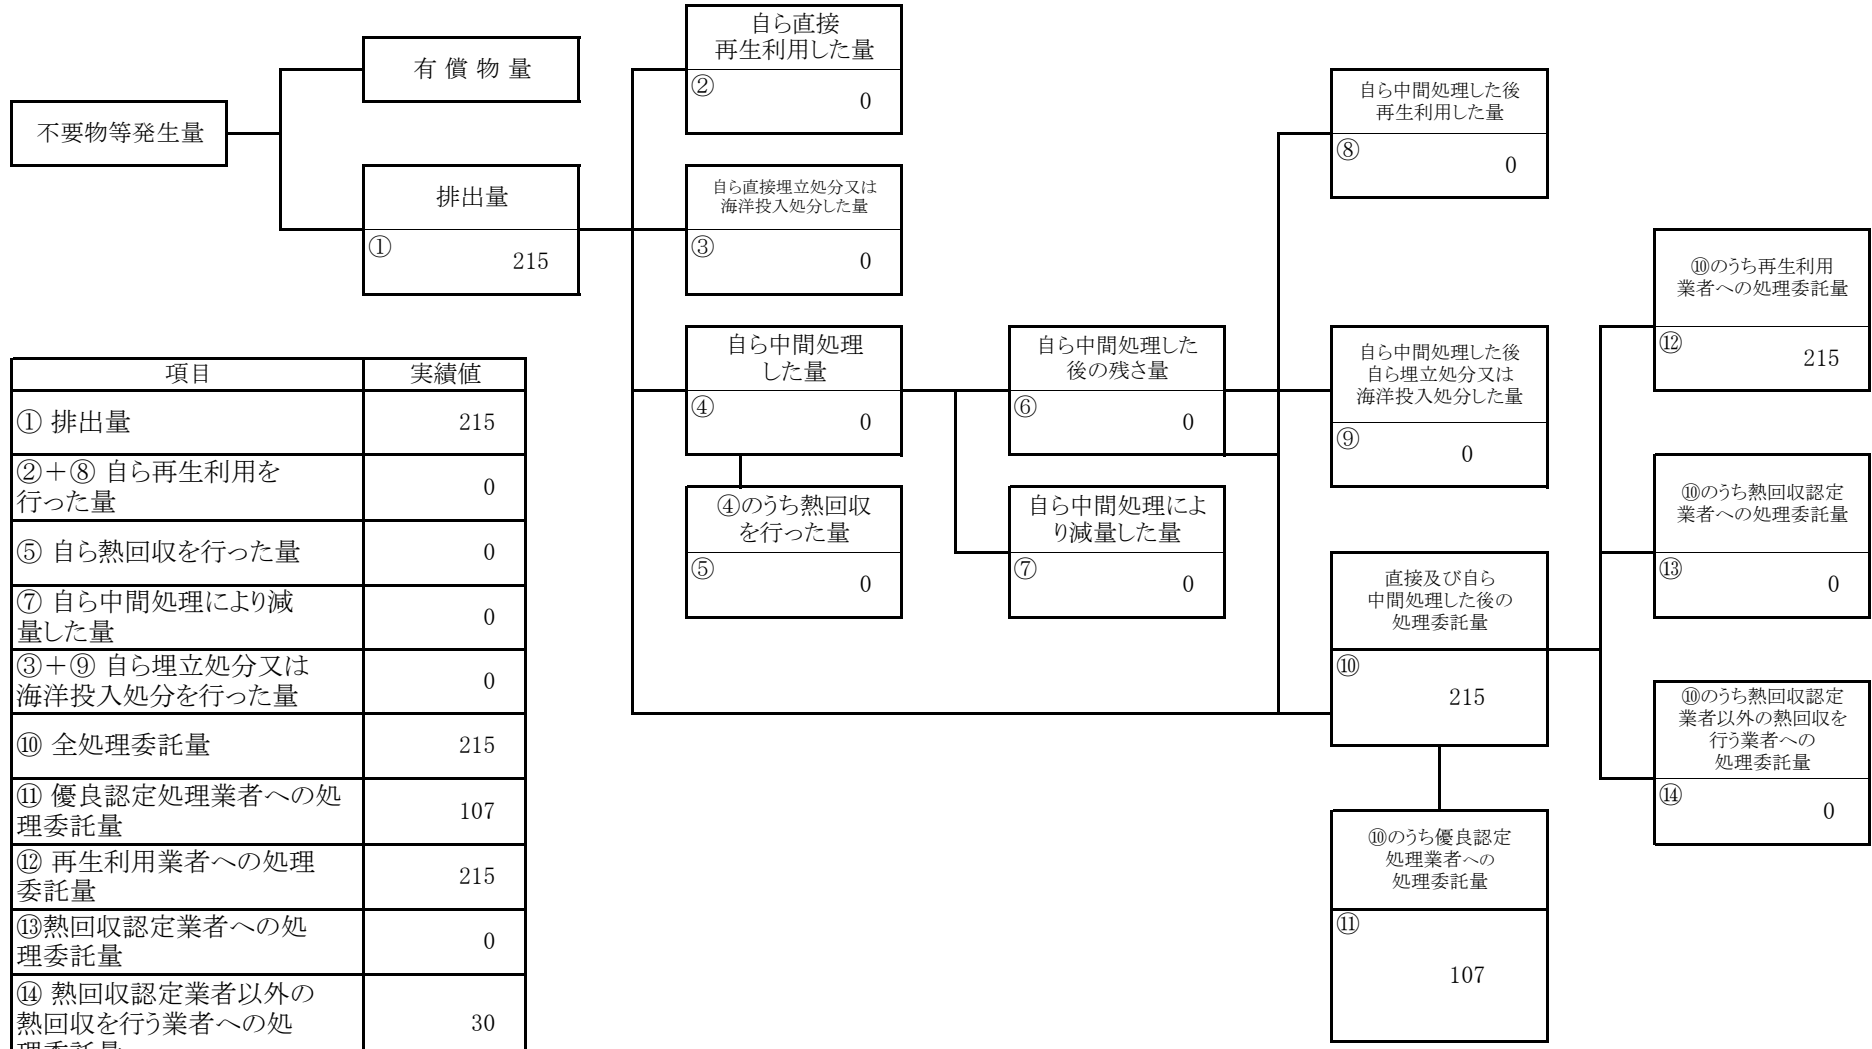 不要物等発生量
有 償 物 量
排出量
①
215
自ら直接
再生利用した量
②
0
自ら直接埋立処分又は
海洋投入処分した量
③
0
自ら中間処理
した量
④
0
④のうち熱回収
を行った量
⑤
0
自ら中間処理した
後の残さ量
⑥
0
自ら中間処理によ
り減量した量
⑦
0
自ら中間処理した後
再生利用した量
⑧
0
自ら中間処理した後
自ら埋立処分又は
海洋投入処分した量
⑨
0
直接及び自ら
中間処理した後の
処理委託量
⑩
215
⑩のうち優良認定
処理業者への
処理委託量
⑪
107
⑩のうち再生利用
業者への処理委託量
⑫
215
⑩のうち熱回収認定
業者への処理委託量
⑬
0
⑩のうち熱回収認定
業者以外の熱回収を
行う業者への
処理委託量
⑭
0
項目 実績値
① 排出量 215
②＋⑧ 自ら再生利用を
行った量 0
⑤ 自ら熱回収を行った量 0
⑦ 自ら中間処理により減
量した量 0
③＋⑨ 自ら埋立処分又は
海洋投入処分を行った量 0
⑩ 全処理委託量 215
⑪ 優良認定処理業者への処
理委託量 107
⑫ 再生利用業者への処理
委託量 215
⑬熱回収認定業者への処
理委託量 0
⑭ 熱回収認定業者以外の
熱回収を行う業者への処 30
理委託量